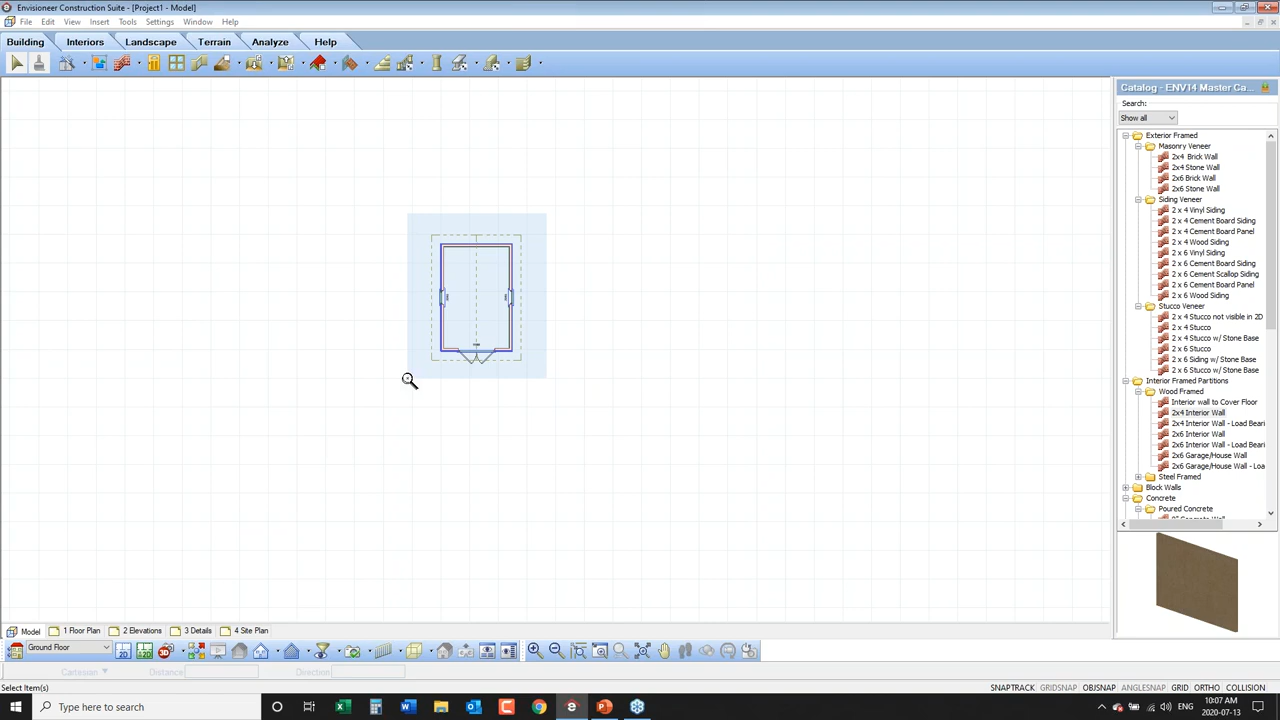 Envisioneer Construction Suite - [Project1 - Model]
File Edit View Insert Tools Settings Window Help
Building Interiors Landscape Terrain Analyze Help
Catalog - ENV14 Master Ca...
Search:
Show all
Exterior Framed
Masonry Veneer
2x4 Brick Wall
2x4 Stone Wall
2x6 Brick Wall
2x6 Stone Wall
Siding Veneer
2 x 4 Vinyl Siding
2 x 4 Cement Board Siding
2 x 4 Cement Board Panel
2 x 4 Wood Siding
2 x 6 Vinyl Siding
2 x 6 Cement Board Siding
2 x 6 Cement Scallop Siding
2 x 6 Cement Board Panel
2 x 6 Wood Siding
Stucco Veneer
2 x 4 Stucco not visible in 2D
2 x 4 Stucco
2 x 4 Stucco w/ Stone Base
2 x 6 Stucco
2 x 6 Siding w/ Stone Base
2 x 6 Stucco w/ Stone Base
Interior Framed Partitions
Wood Framed
Interior wall to Cover Floor
2x4 Interior Wall
2x4 Interior Wall - Load Beari
2x6 Interior Wall
2x6 Interior Wall - Load Beari
2x6 Garage/House Wall
2x6 Garage/House Wall - Loa
Steel Framed
Block Walls
Concrete
Poured Concrete
Model 1 Floor Plan 2 Elevations 3 Details 4 Site Plan
Ground Floor 2D 3D
Cartesian Distance Direction
Select Item(s) SNAPTRACK GRIDSNAP OBJSNAP ANGLESNAP GRID ORTHO COLLISION
Type here to search ENG 10:07 AM
2020-07-13